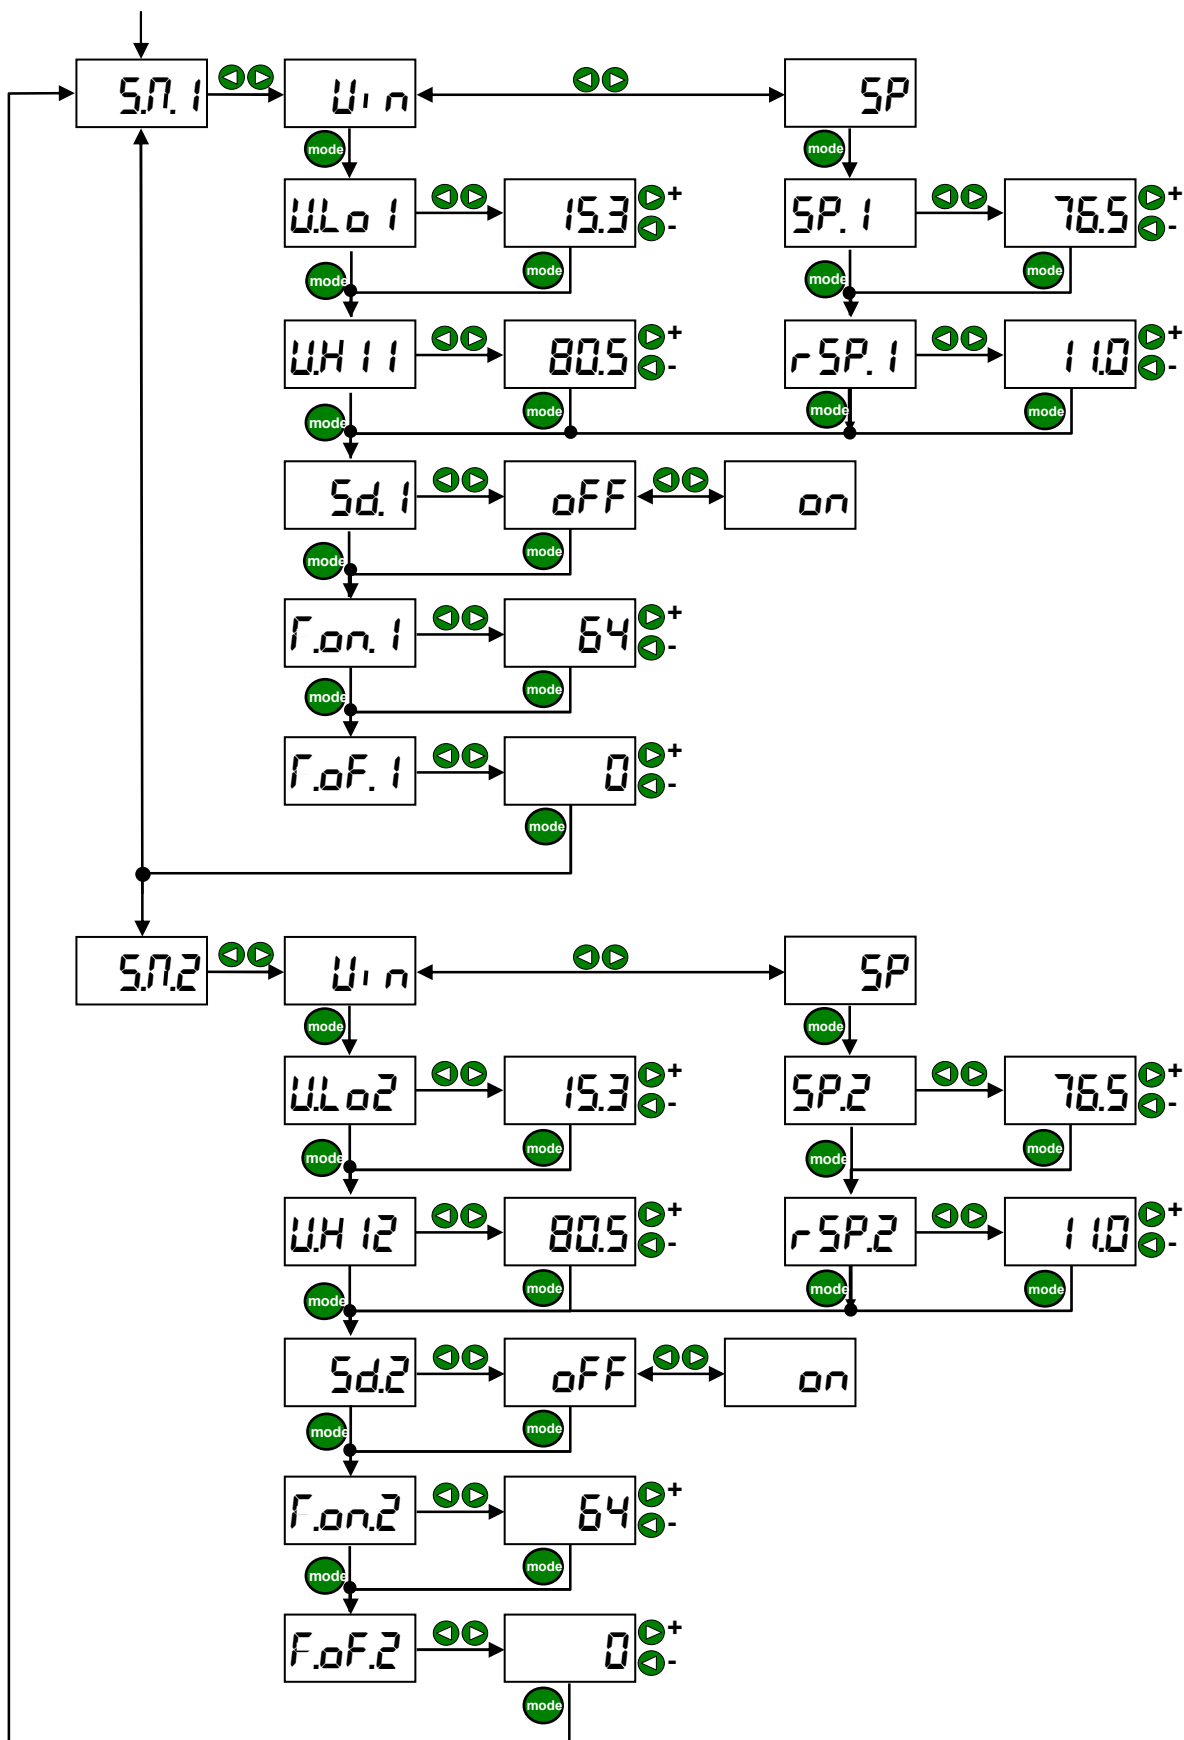 S.П.1 Uin SP
mode mode
U.Lo1 15.3 + - SP.1 76.5 + -
mode mode mode mode
U.HI1 80.5 + - rSP.1 11.0 + -
mode mode mode mode
Sd.1 oFF on
mode mode
Г.on.1 64 + -
mode mode
Г.oF.1 0 + -
mode
S.П.2 Uin SP
mode mode
U.Lo2 15.3 + - SP.2 76.5 + -
mode mode mode mode
U.HI2 80.5 + - rSP.2 11.0 + -
mode mode mode mode
Sd.2 oFF on
mode mode
Г.on.2 64 + -
mode mode
F.oF.2 0 + -
mode